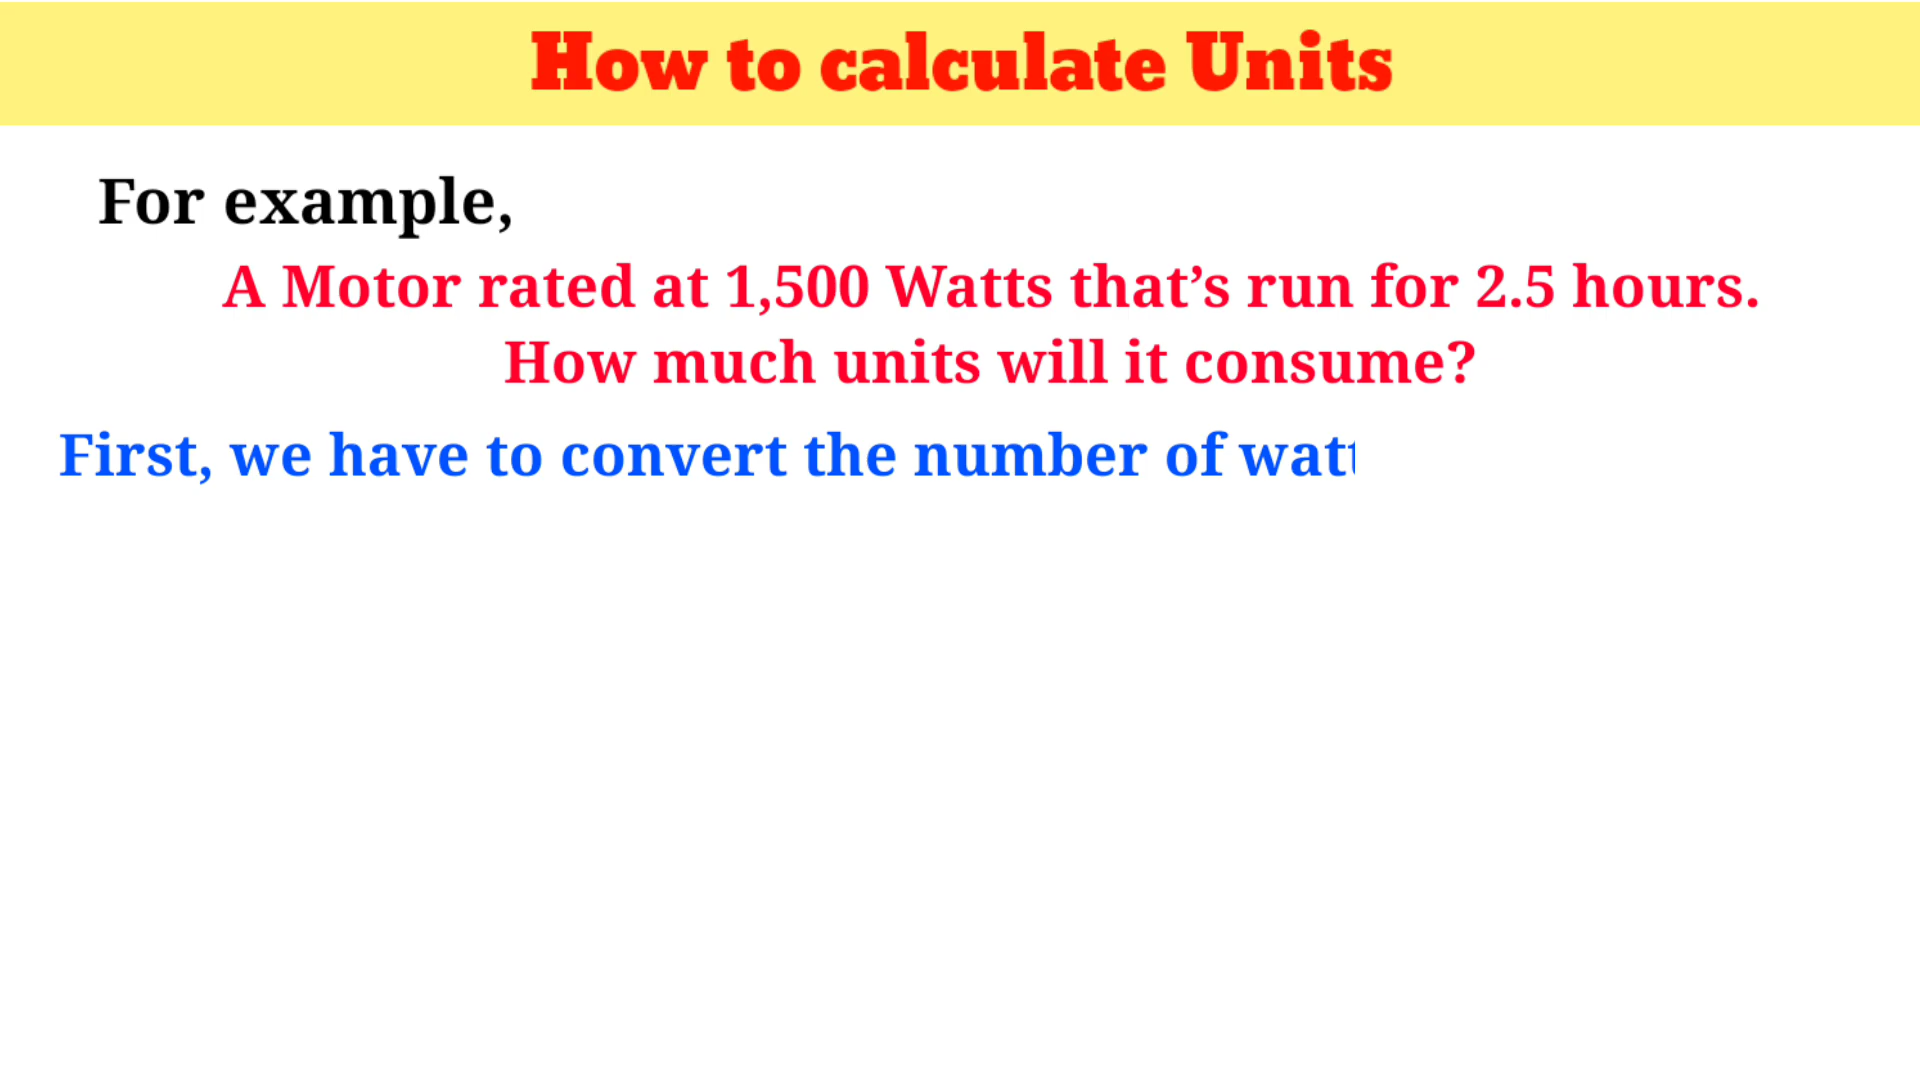 How to calculate Units
For example,
A Motor rated at 1,500 Watts that’s run for 2.5 hours.
How much units will it consume?
First, we have to convert the number of wat